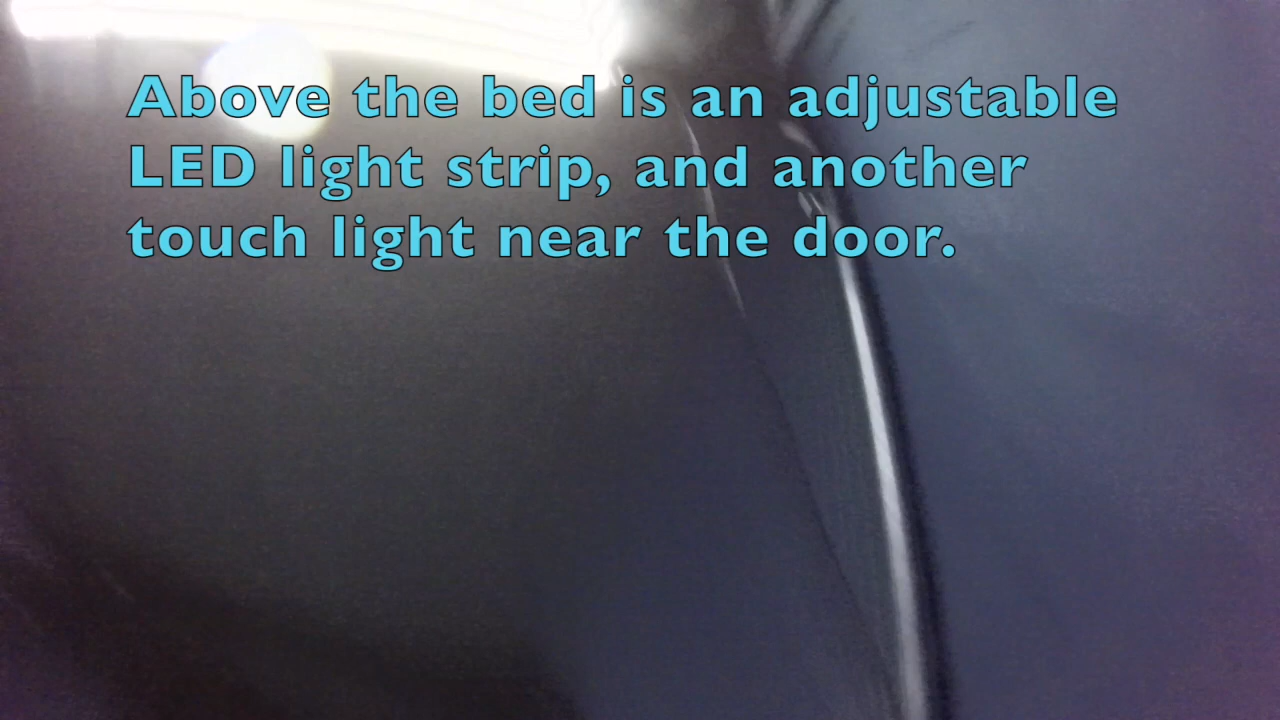 Above the bed is an adjustable
LED light strip, and another
touch light near the door.